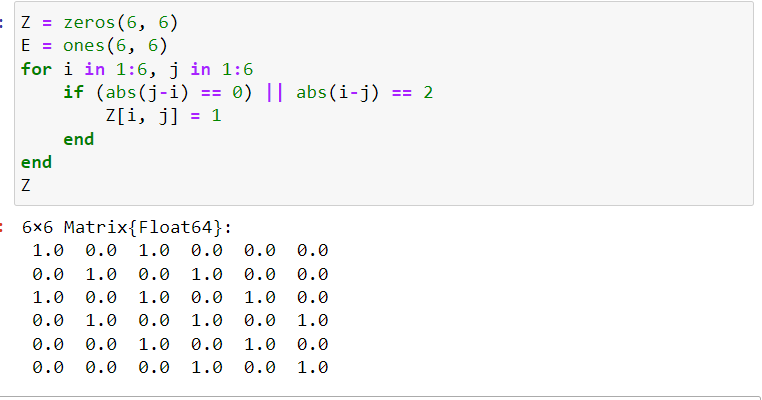 Z = zeros(6, 6)
E = ones(6, 6)
for i in 1:6, j in 1:6
    if (abs(j-i) == 0) || abs(i-j) == 2
        Z[i, j] = 1
    end
end
Z
6×6 Matrix{Float64}:
 1.0  0.0  1.0  0.0  0.0  0.0
 0.0  1.0  0.0  1.0  0.0  0.0
 1.0  0.0  1.0  0.0  1.0  0.0
 0.0  1.0  0.0  1.0  0.0  1.0
 0.0  0.0  1.0  0.0  1.0  0.0
 0.0  0.0  0.0  1.0  0.0  1.0